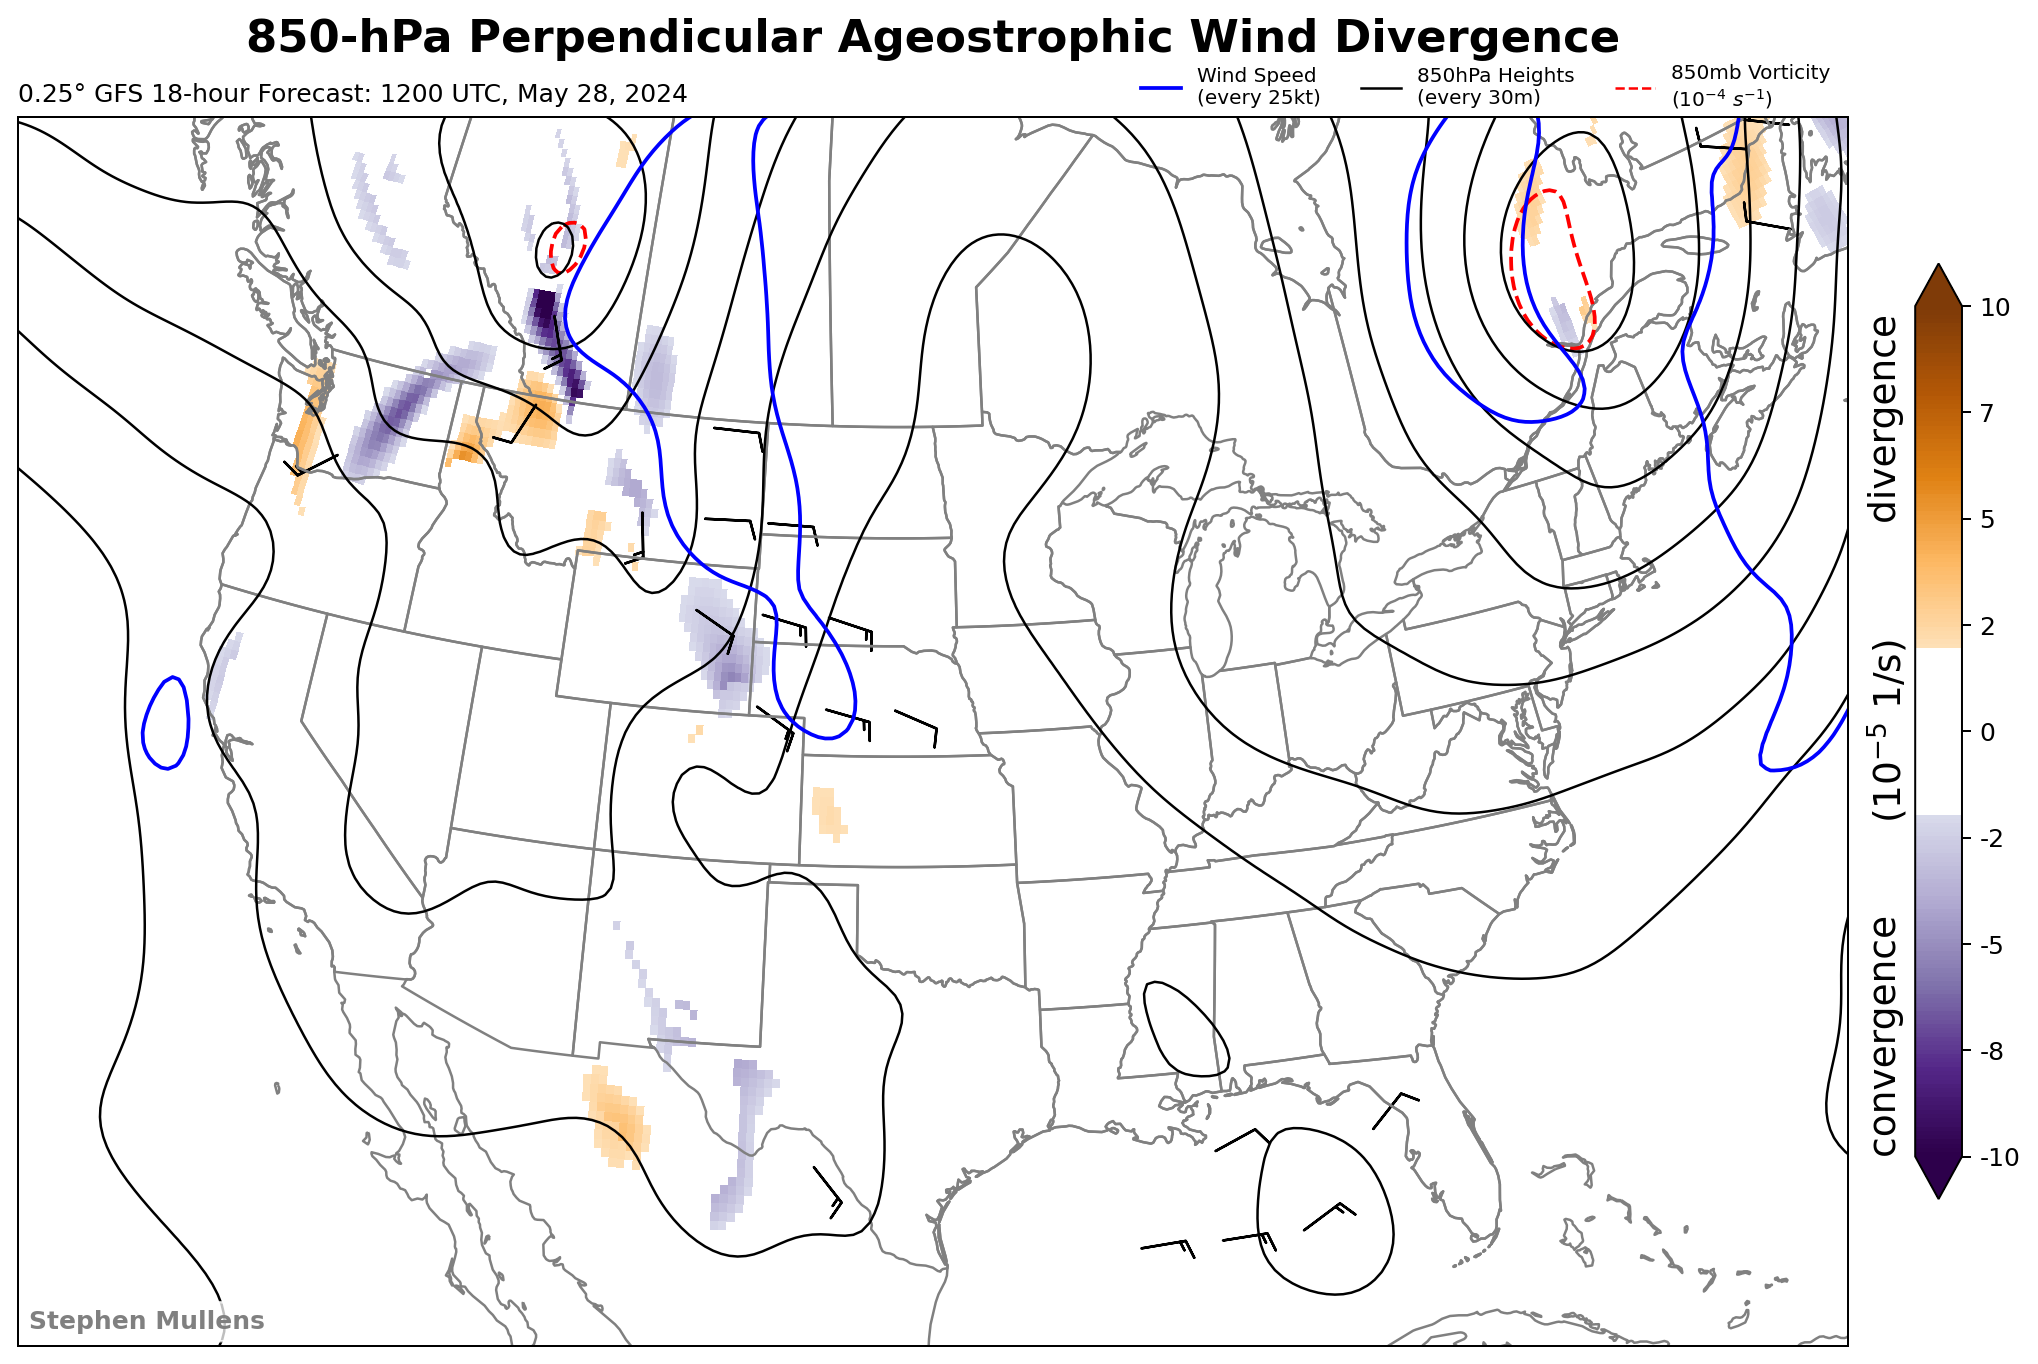 850-hPa Perpendicular Ageostrophic Wind Divergence
0.25° GFS 18-hour Forecast: 1200 UTC, May 28, 2024
Wind Speed
(every 25kt)
850hPa Heights
(every 30m)
850mb Vorticity
(10⁻⁴ s⁻¹)
10
7
5
2
0
-2
-5
-8
-10
convergence (10⁻⁵ 1/s) divergence
Stephen Mullens